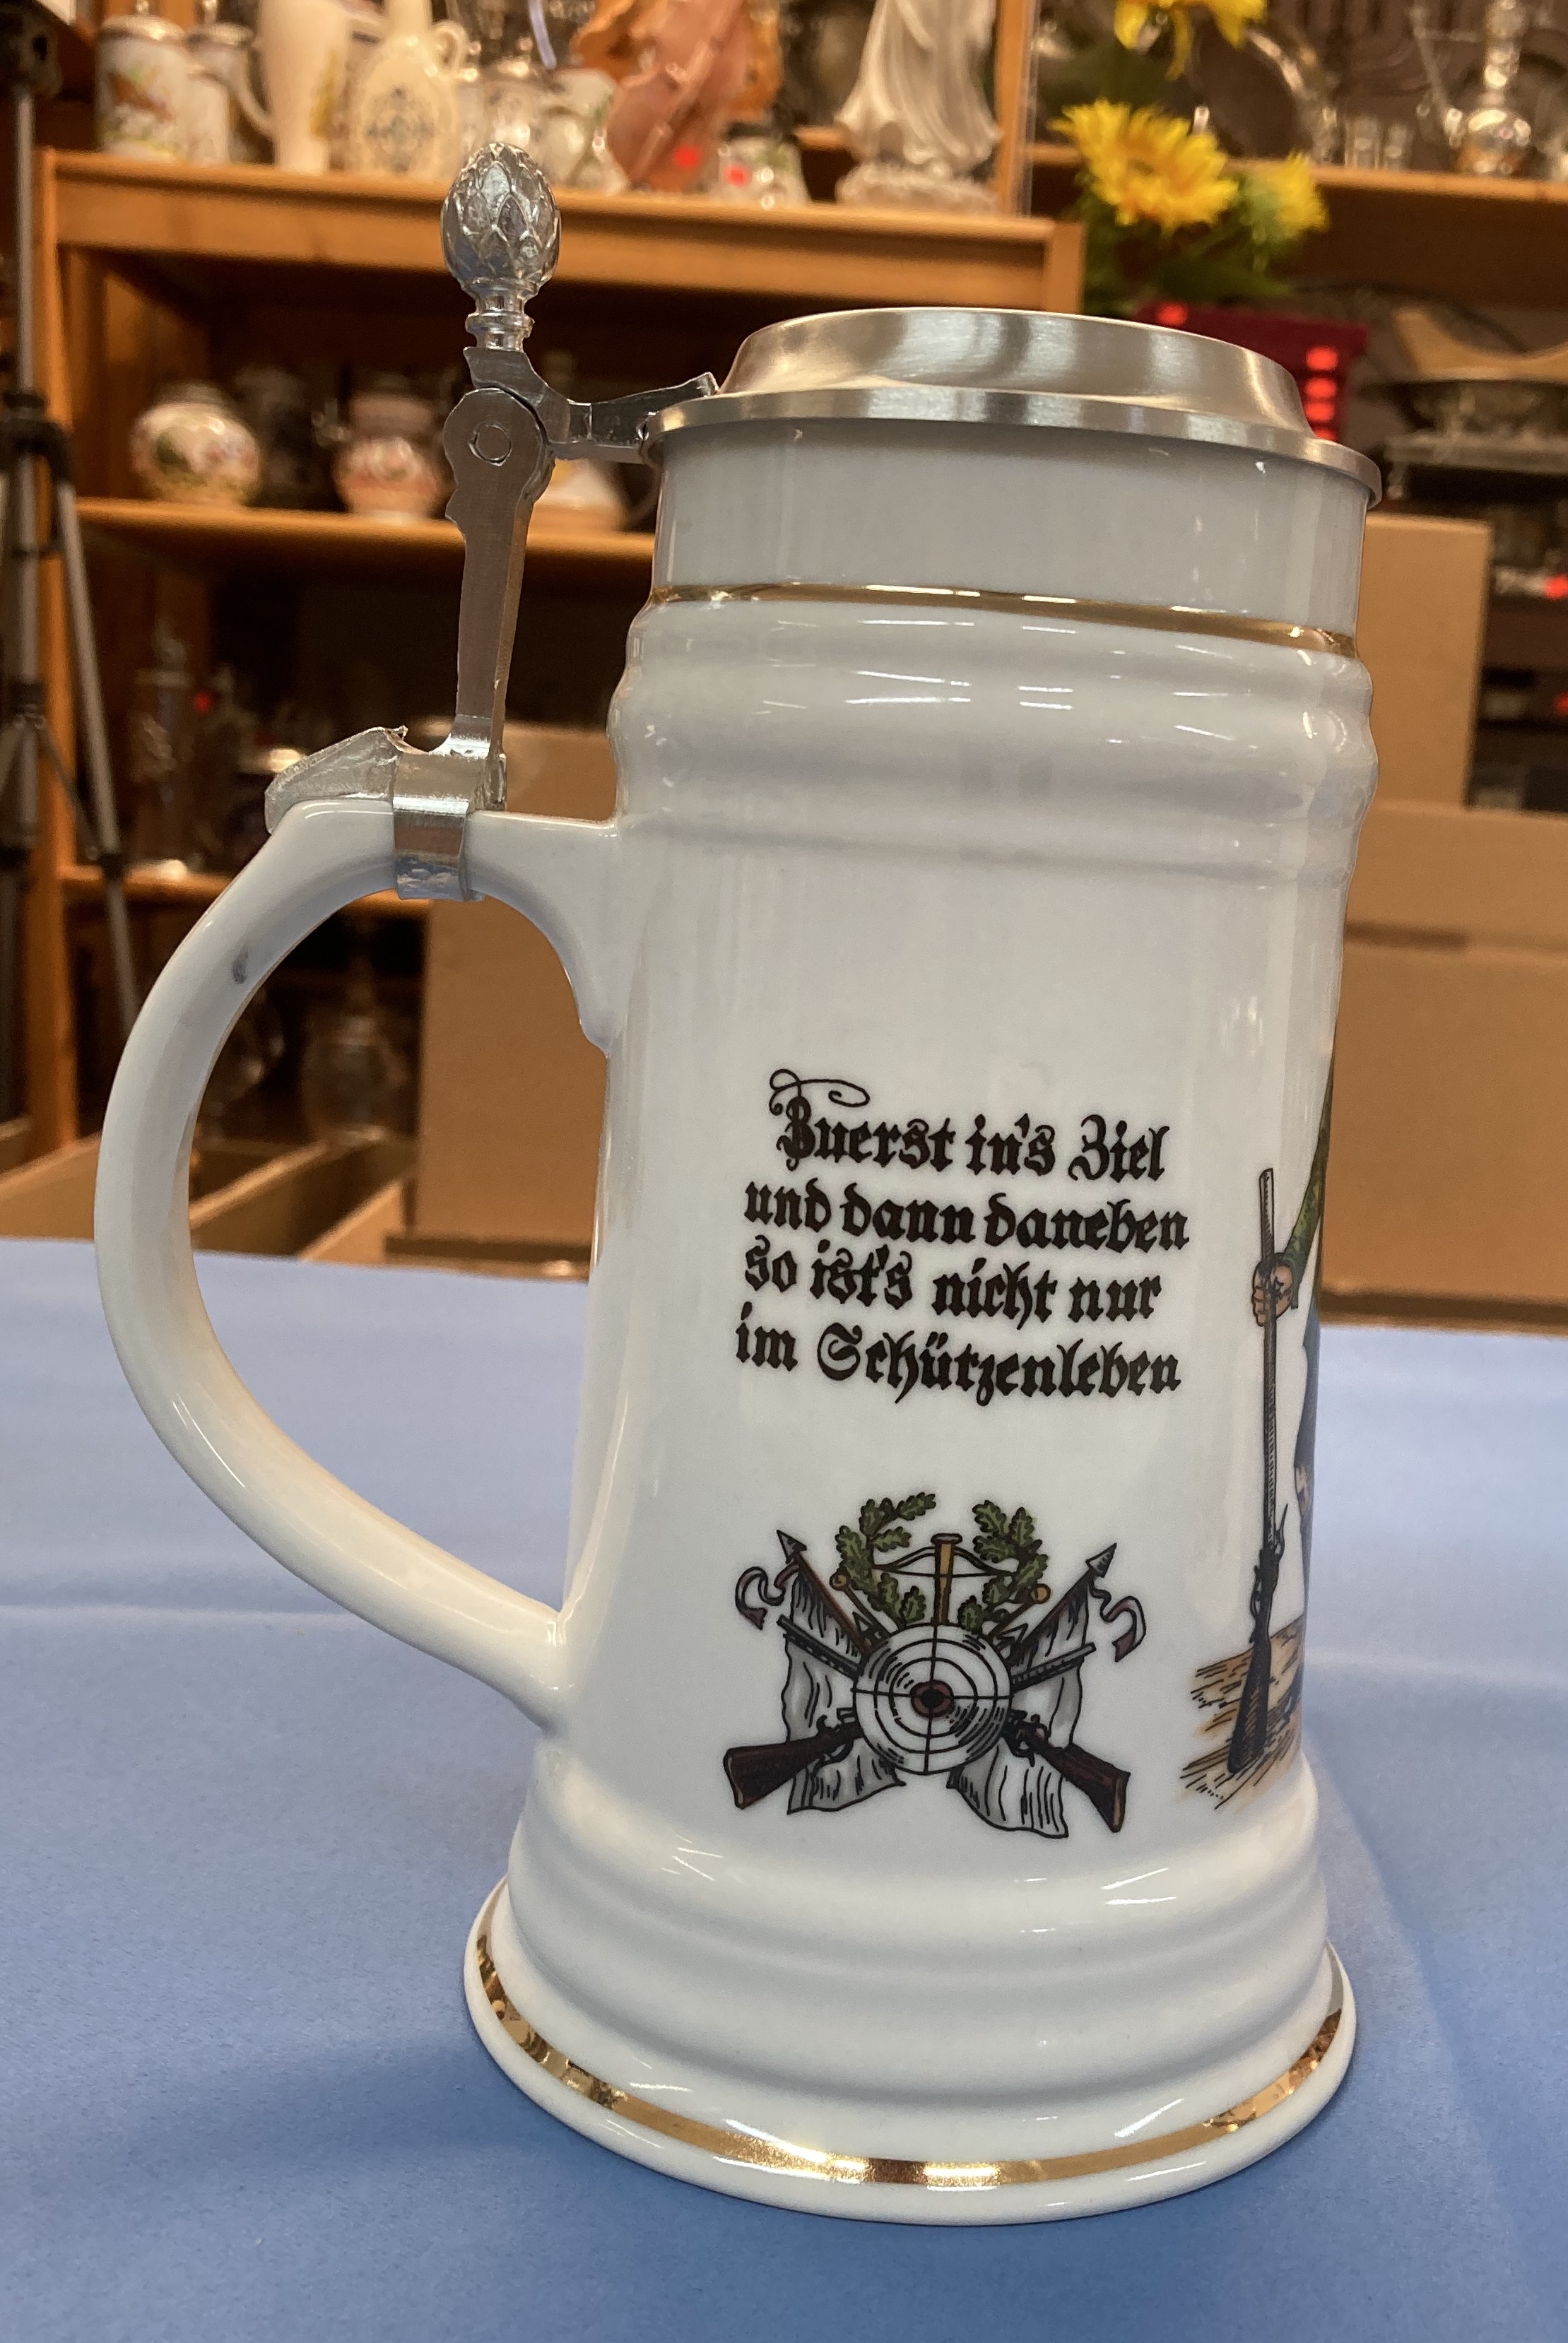 Zuerst in's Ziel
und dann daneben
so ist's nicht nur
im Schützenleben